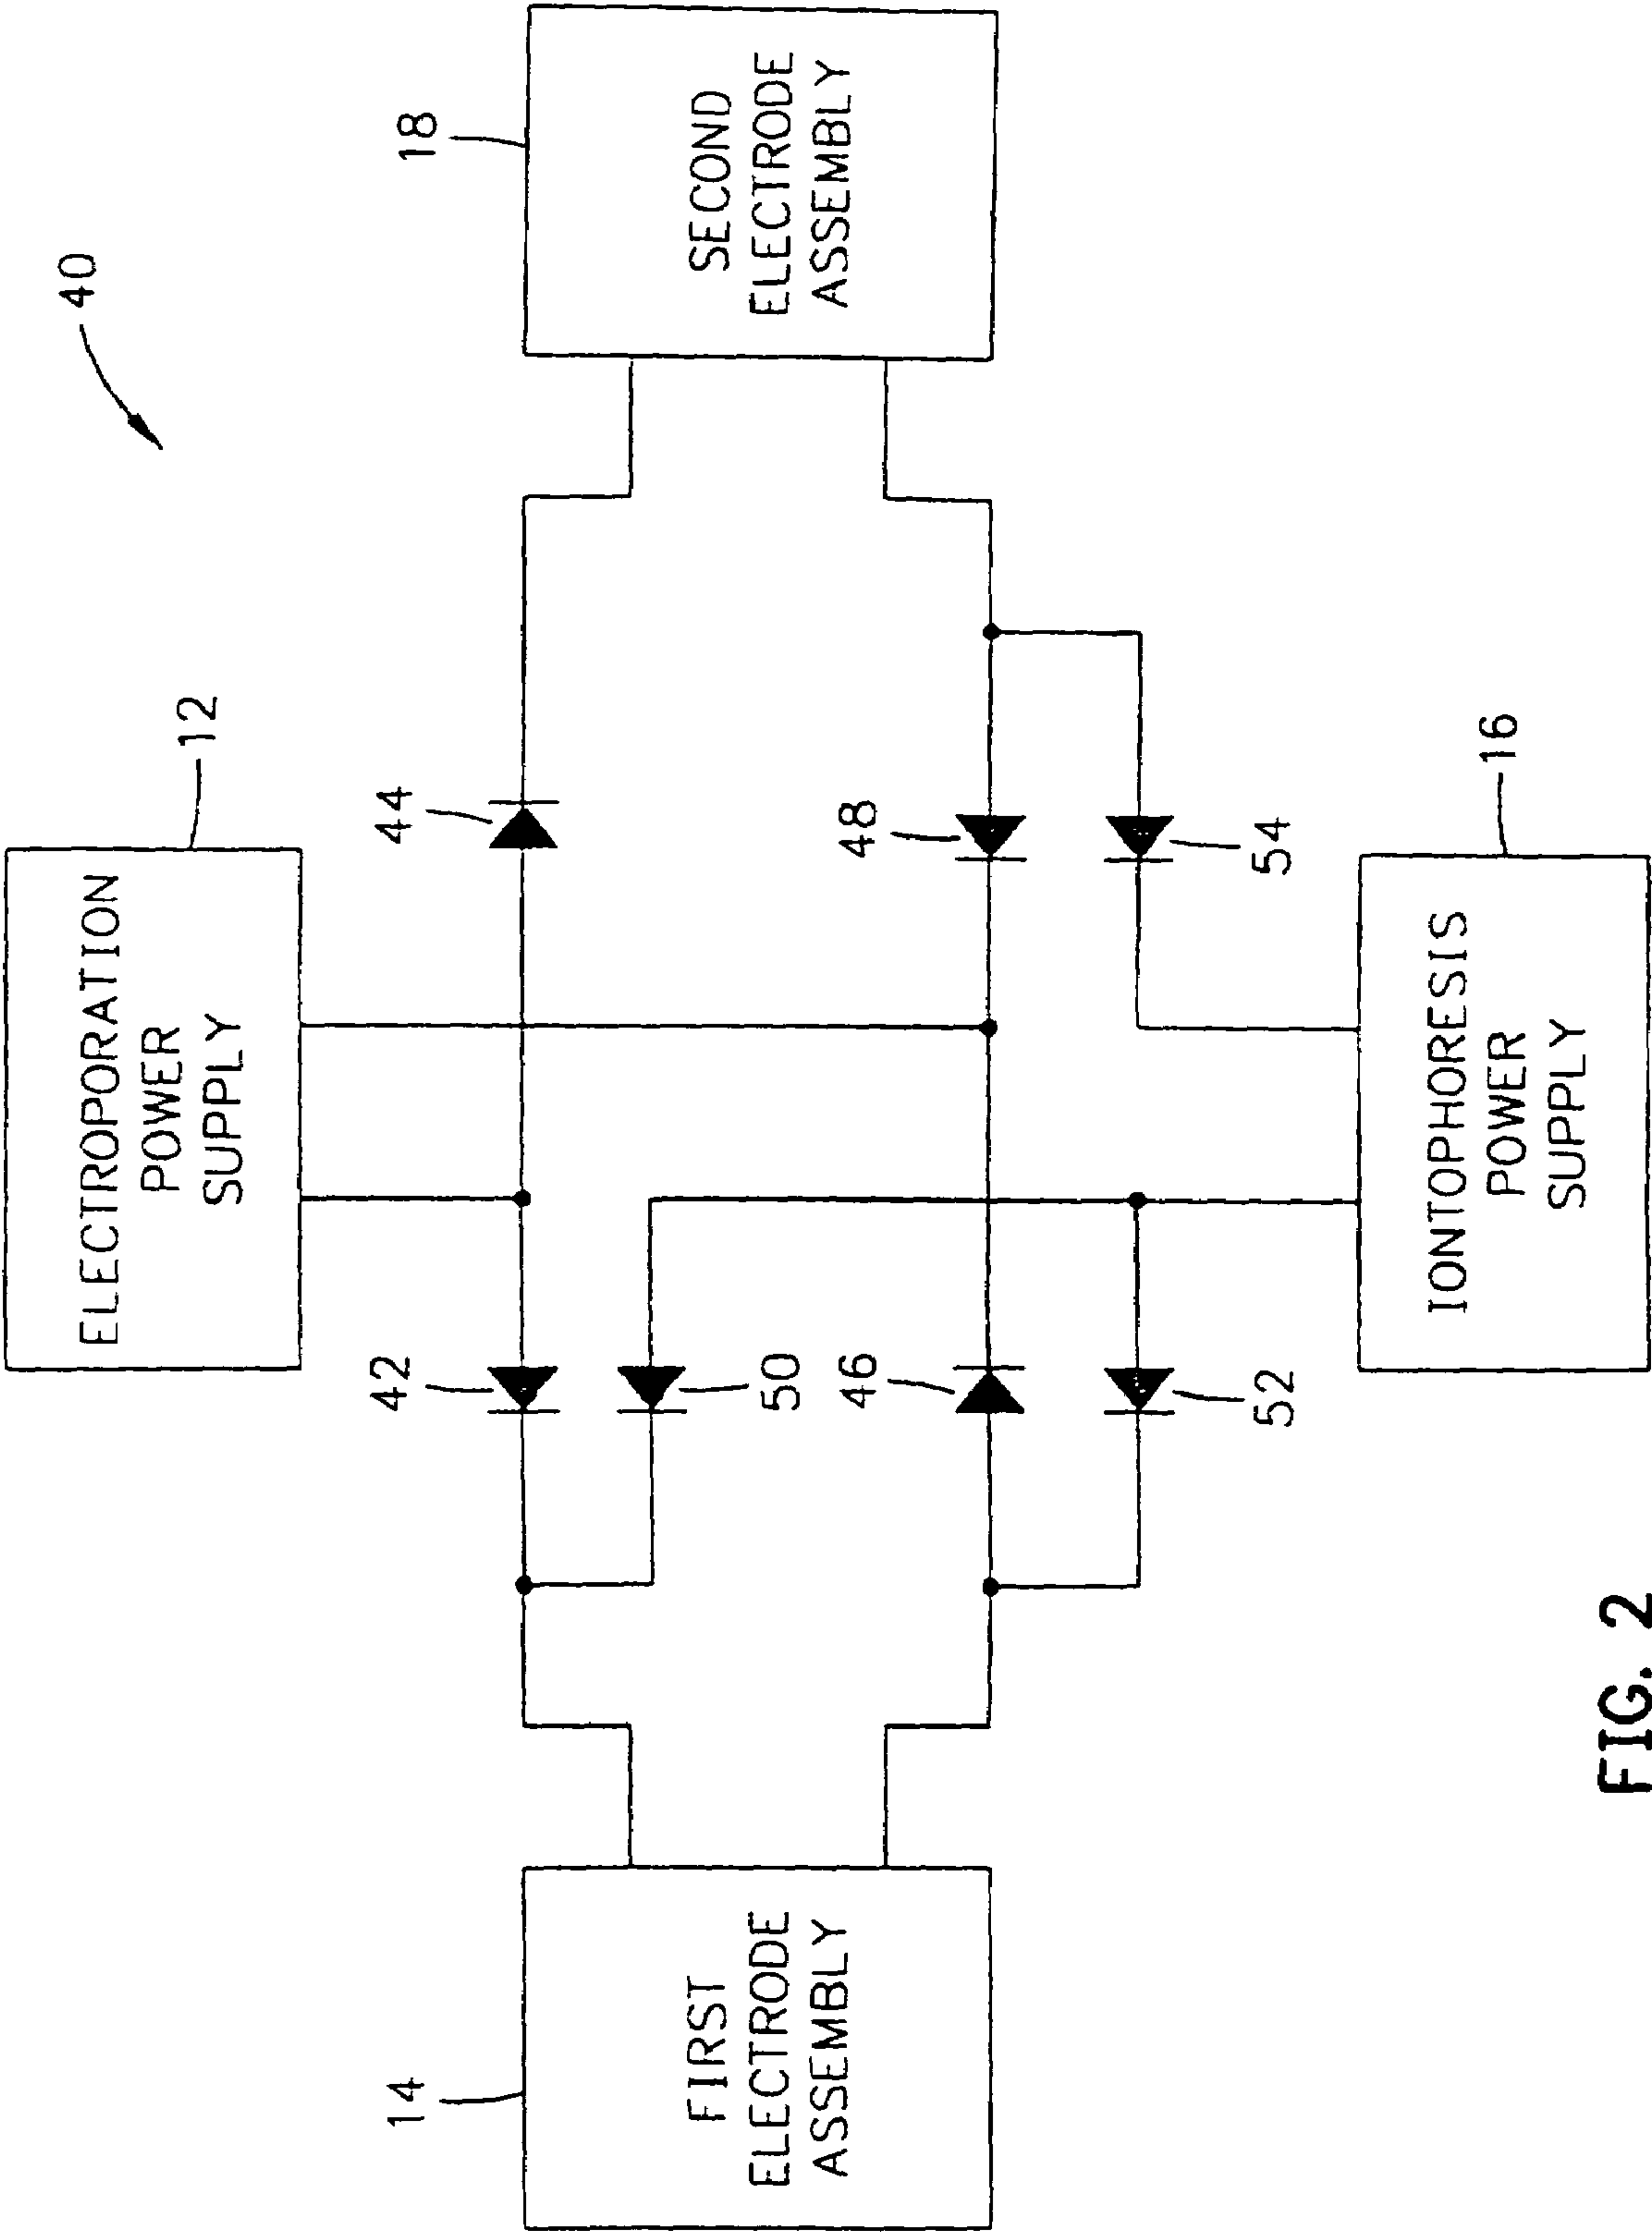 40
ELECTROPORATION
POWER
SUPPLY
12
14
FIRST
ELECTRODE
ASSEMBLY
42
44
18
SECOND
ELECTRODE
ASSEMBLY
50
46
48
52
54
IONTOPHORESIS
POWER
SUPPLY
16
FIG. 2